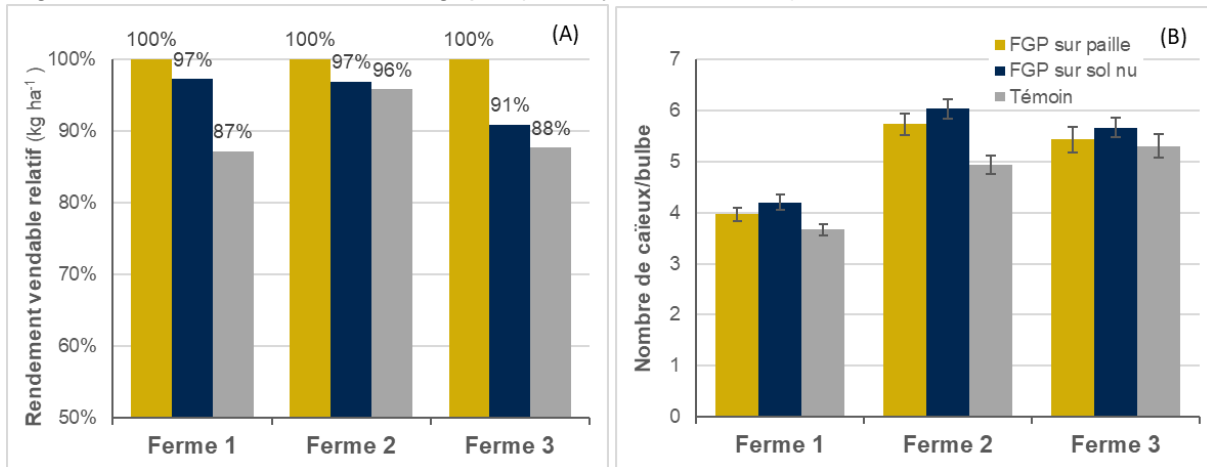 (A)
Rendement vendable relatif (kg ha⁻¹)
100%
90%
80%
70%
60%
50%
100%
97%
87%
100%
97%
96%
100%
91%
88%
Ferme 1
Ferme 2
Ferme 3
(B)
FGP sur paille
FGP sur sol nu
Témoin
Nombre de caïeux/bulbe
7
6
5
4
3
2
1
0
Ferme 1
Ferme 2
Ferme 3